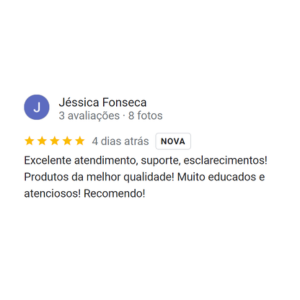 J
Jéssica Fonseca
3 avaliações · 8 fotos
★★★★★ 4 dias atrás NOVA
Excelente atendimento, suporte, esclarecimentos!
Produtos da melhor qualidade! Muito educados e
atenciosos! Recomendo!